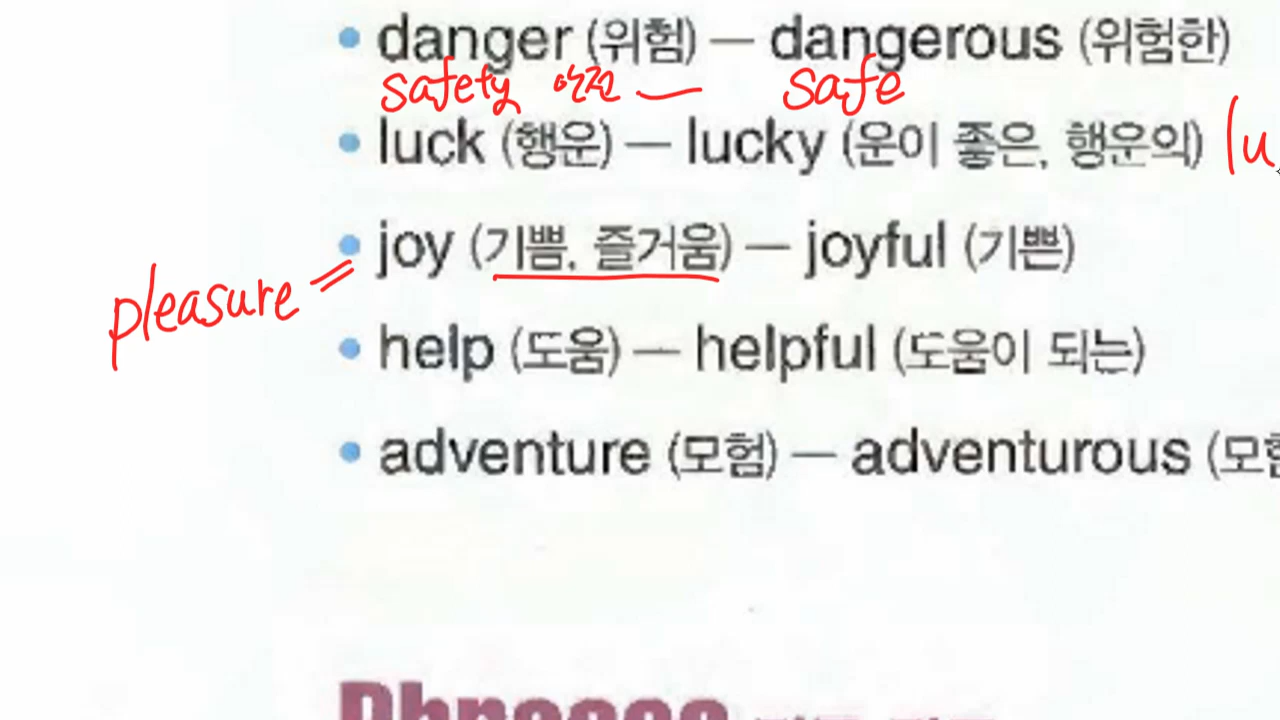 • danger (위험) — dangerous (위험한)
safety 안전 — safe
• luck (행운) — lucky (운이 좋은, 행운의)
• joy (기쁨, 즐거움) — joyful (기쁜)
pleasure =
• help (도움) — helpful (도움이 되는)
• adventure (모험) — adventurous